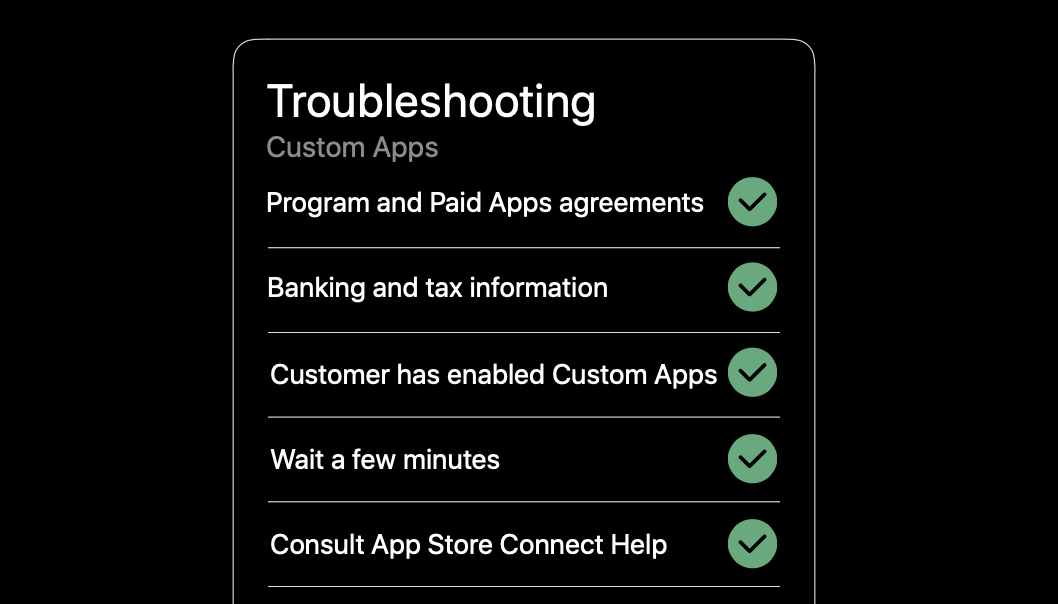 Troubleshooting
Custom Apps
Program and Paid Apps agreements
Banking and tax information
Customer has enabled Custom Apps
Wait a few minutes
Consult App Store Connect Help